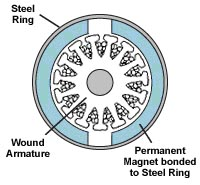 Steel
Ring
Wound
Armature
Permanent
Magnet bonded
to Steel Ring